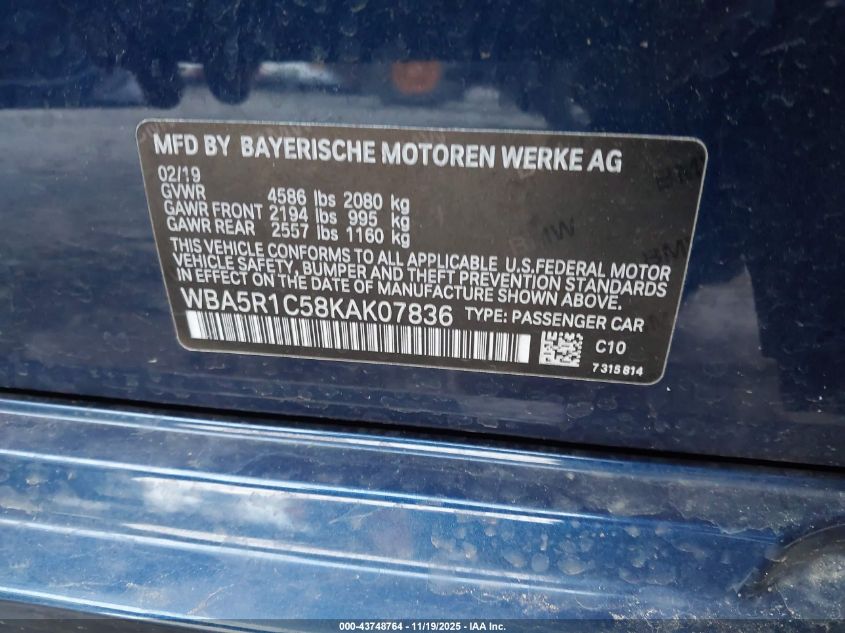 MFD BY BAYERISCHE MOTOREN WERKE AG
02/19
GVWR 4586 lbs 2080 kg
GAWR FRONT 2194 lbs 995 kg
GAWR REAR 2557 lbs 1160 kg
THIS VEHICLE CONFORMS TO ALL APPLICABLE U.S.FEDERAL MOTOR
VEHICLE SAFETY, BUMPER AND THEFT PREVENTION STANDARDS
IN EFFECT ON THE DATE OF MANUFACTURE SHOWN ABOVE.
WBA5R1C58KAK07836 TYPE: PASSENGER CAR
C10
7315814
000-43748764 - 11/19/2025 - IAA Inc.